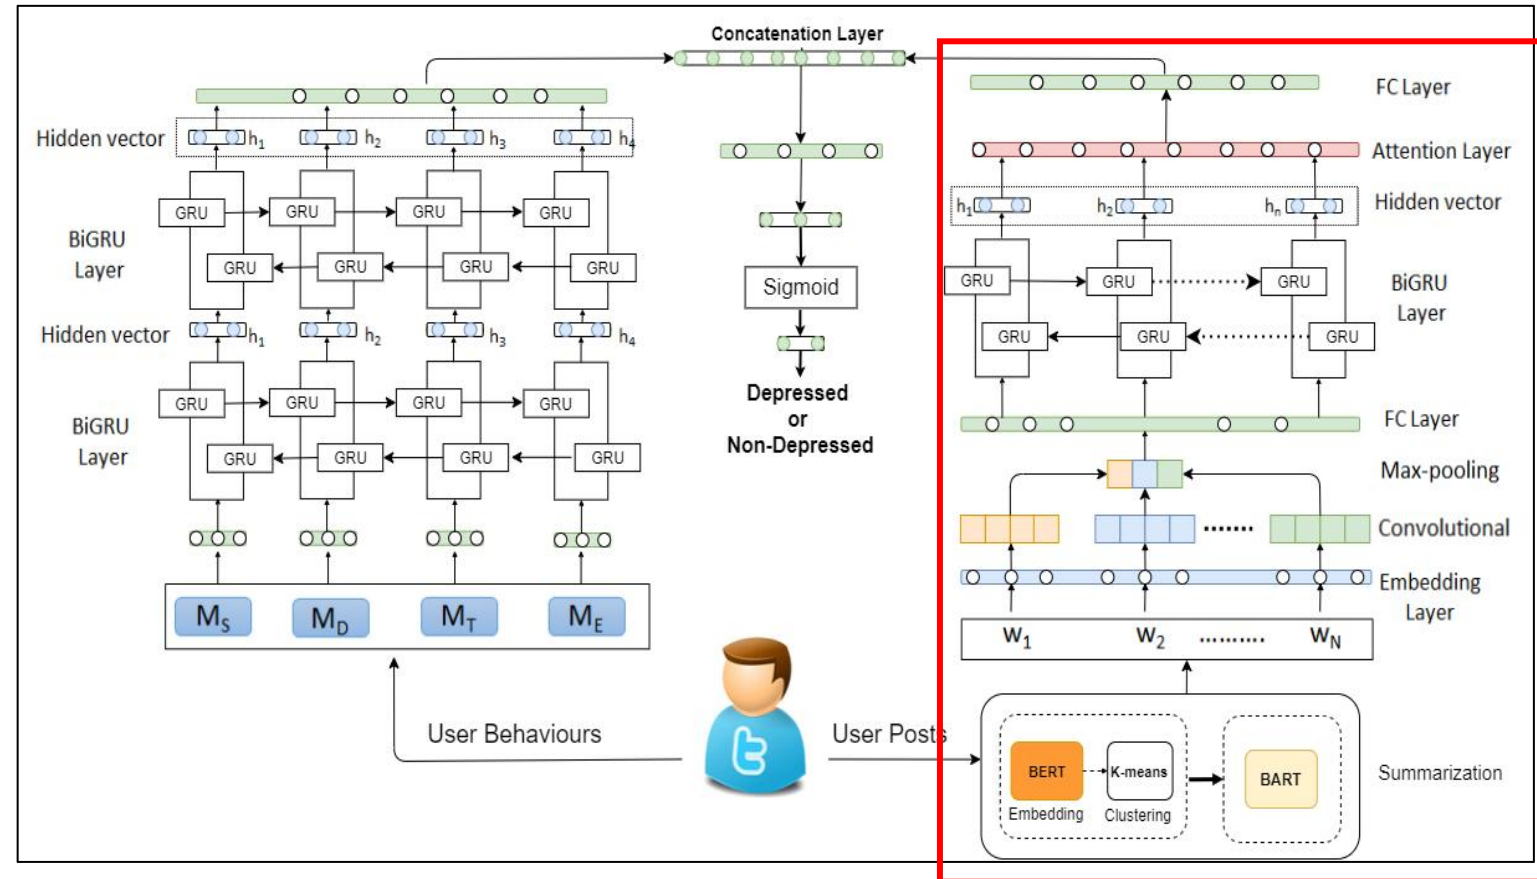 Concatenation Layer
Hidden vector
h1
h2
h3
h4
GRU
GRU
GRU
GRU
BiGRU
Layer
GRU
GRU
GRU
GRU
Hidden vector
h1
h2
h3
h4
GRU
GRU
GRU
GRU
BiGRU
Layer
GRU
GRU
GRU
GRU
MS
MD
MT
ME
User Behaviours
Sigmoid
Depressed
or
Non-Depressed
t
User Posts
FC Layer
Attention Layer
h1
h2
hn
Hidden vector
GRU
GRU
GRU
BiGRU
Layer
GRU
GRU
GRU
FC Layer
Max-pooling
.......
Convolutional
Embedding
Layer
W1
W2
..........
WN
BERT
K-means
BART
Embedding
Clustering
Summarization